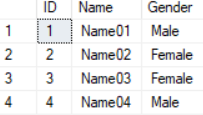 ID Name Gender
1 1 Name01 Male
2 2 Name02 Female
3 3 Name03 Female
4 4 Name04 Male